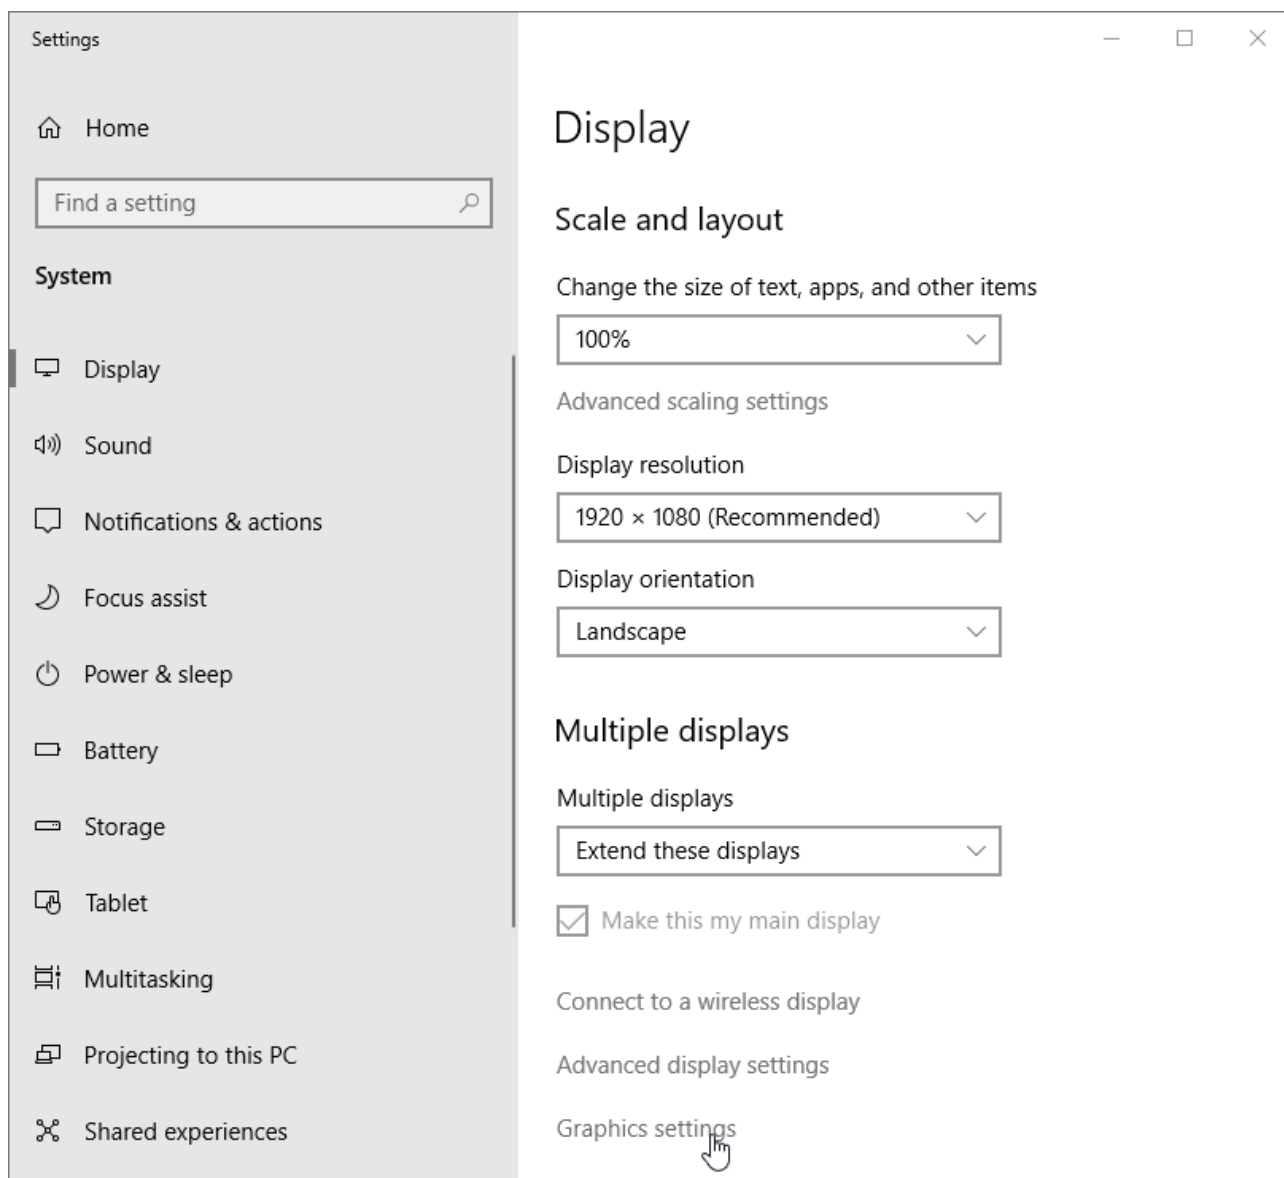 Settings
Home
Find a setting
System
Display
Sound
Notifications & actions
Focus assist
Power & sleep
Battery
Storage
Tablet
Multitasking
Projecting to this PC
Shared experiences
Display
Scale and layout
Change the size of text, apps, and other items
100%
Advanced scaling settings
Display resolution
1920 × 1080 (Recommended)
Display orientation
Landscape
Multiple displays
Multiple displays
Extend these displays
Make this my main display
Connect to a wireless display
Advanced display settings
Graphics settings